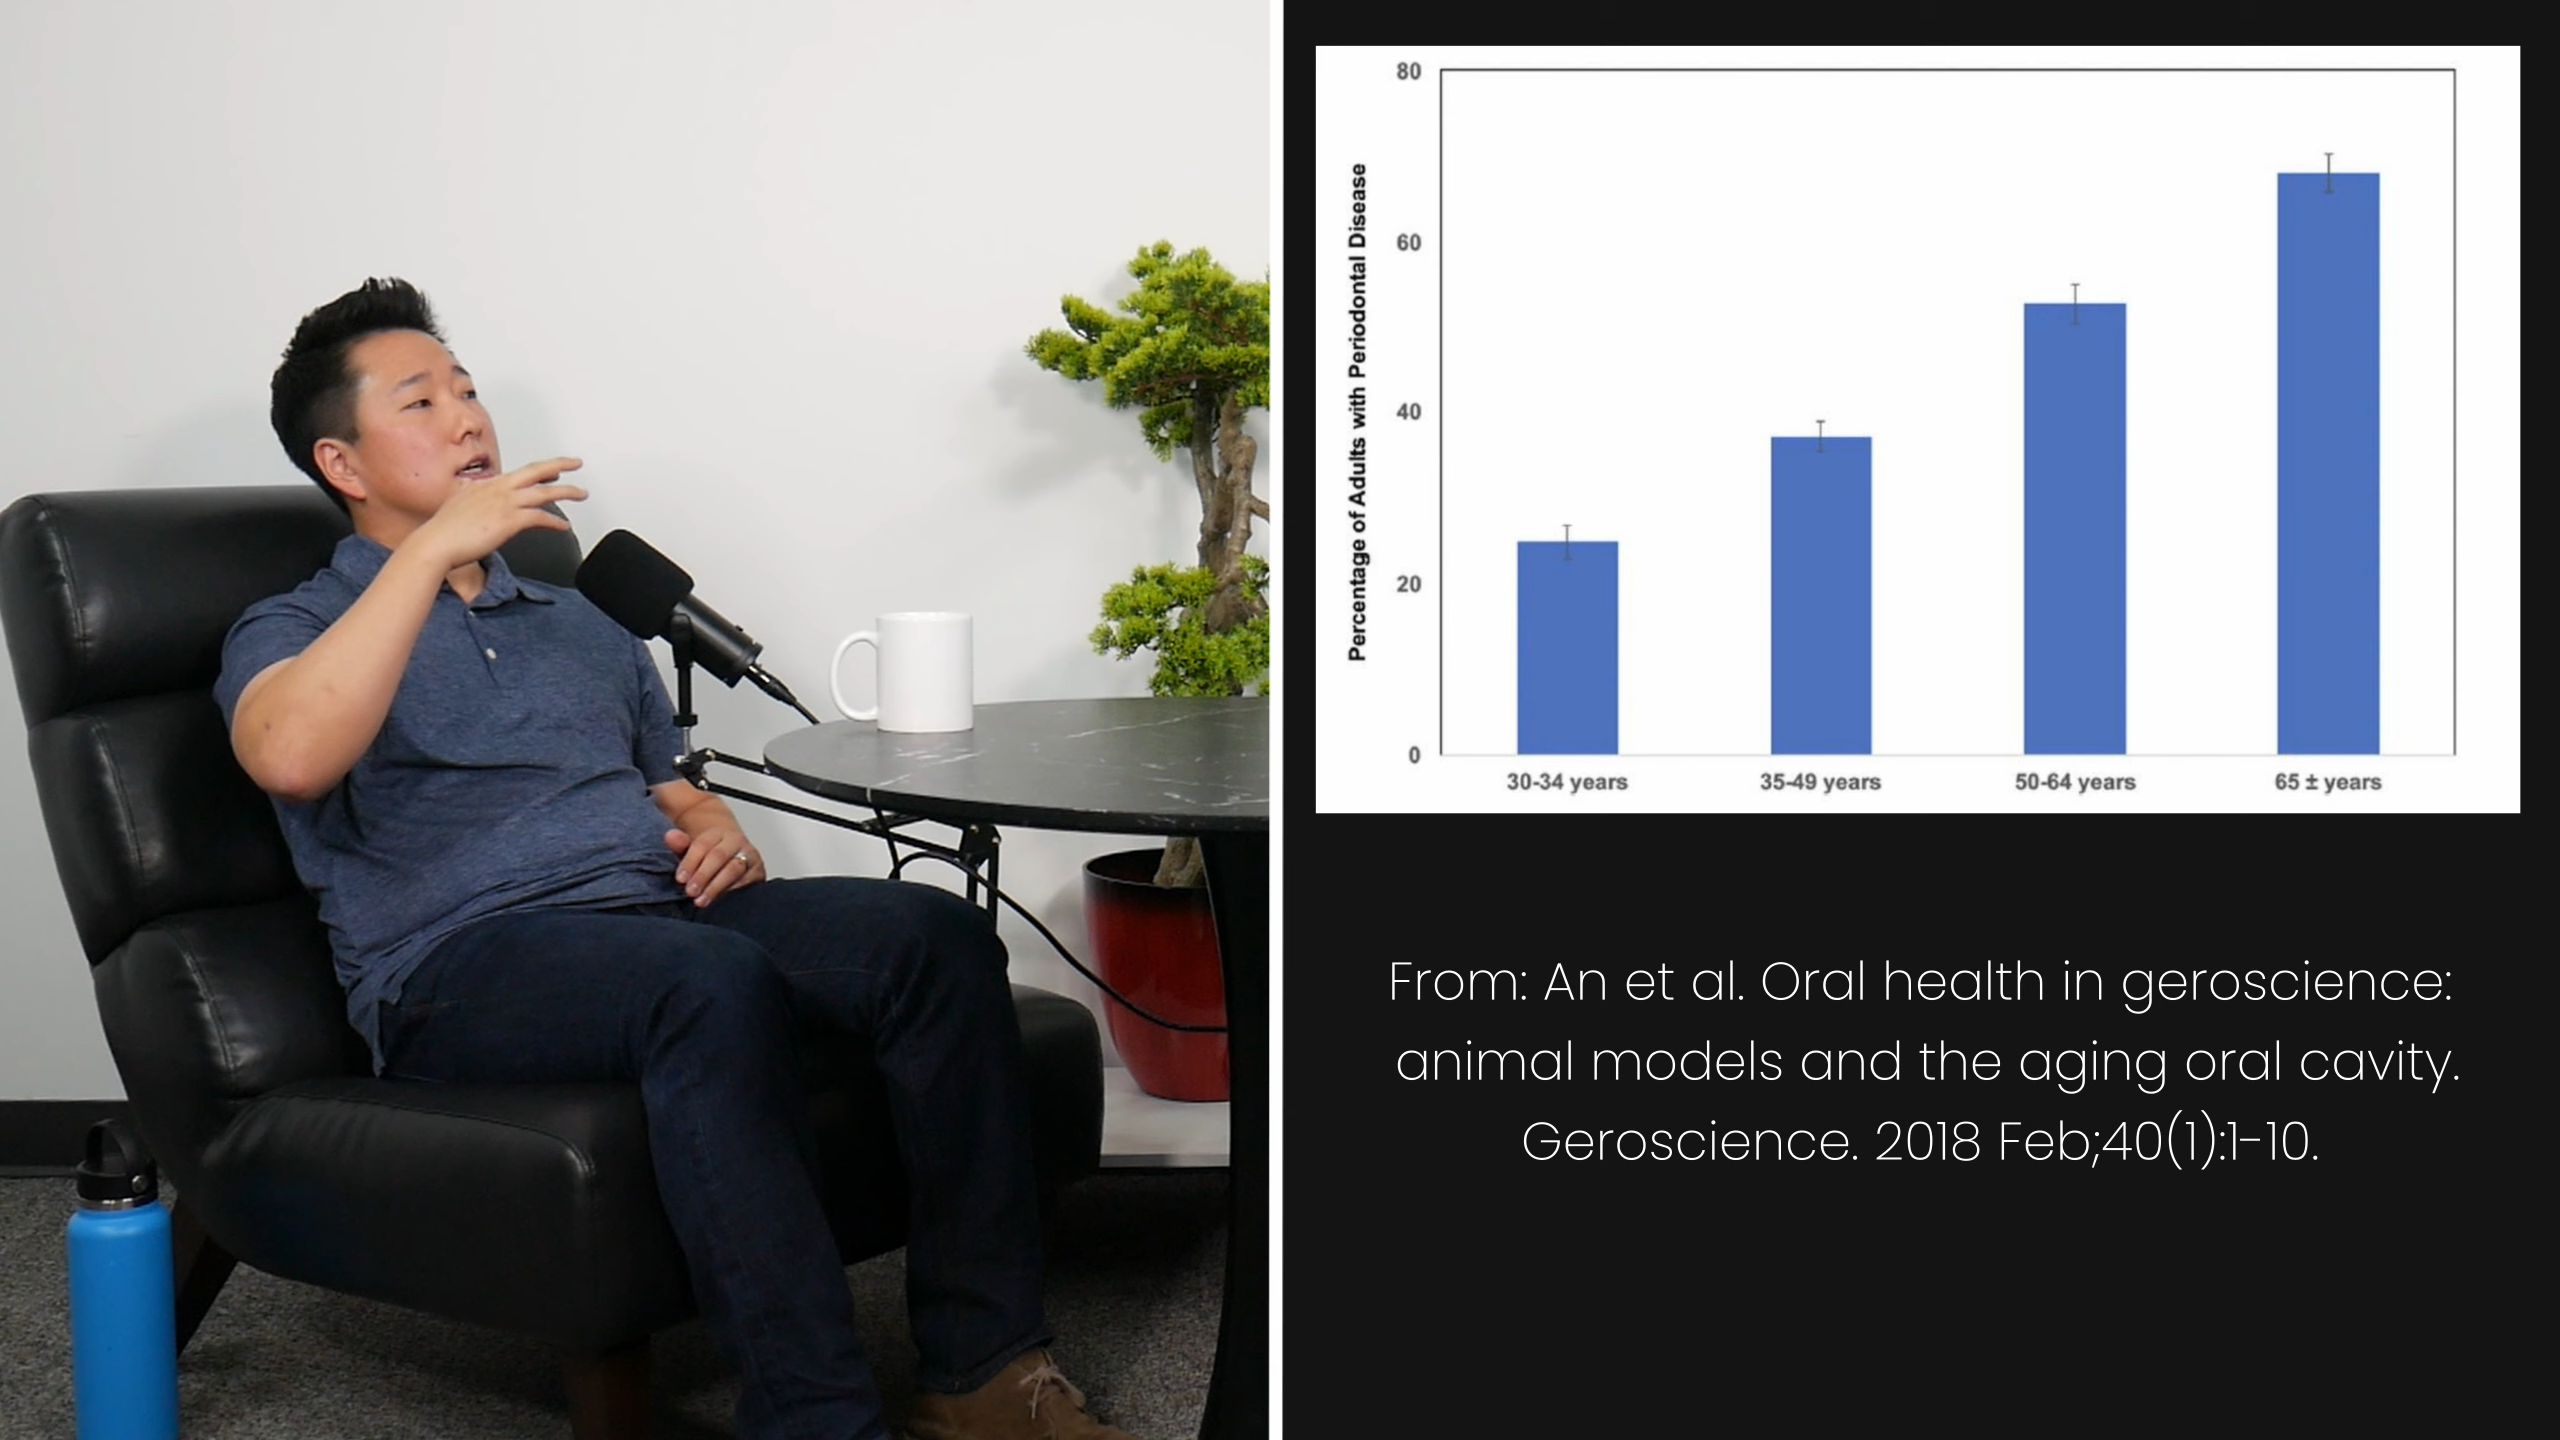 80
60
40
20
0
Percentage of Adults with Periodontal Disease
30-34 years
35-49 years
50-64 years
65 ± years
From: An et al. Oral health in geroscience:
animal models and the aging oral cavity.
Geroscience. 2018 Feb;40(1):1-10.